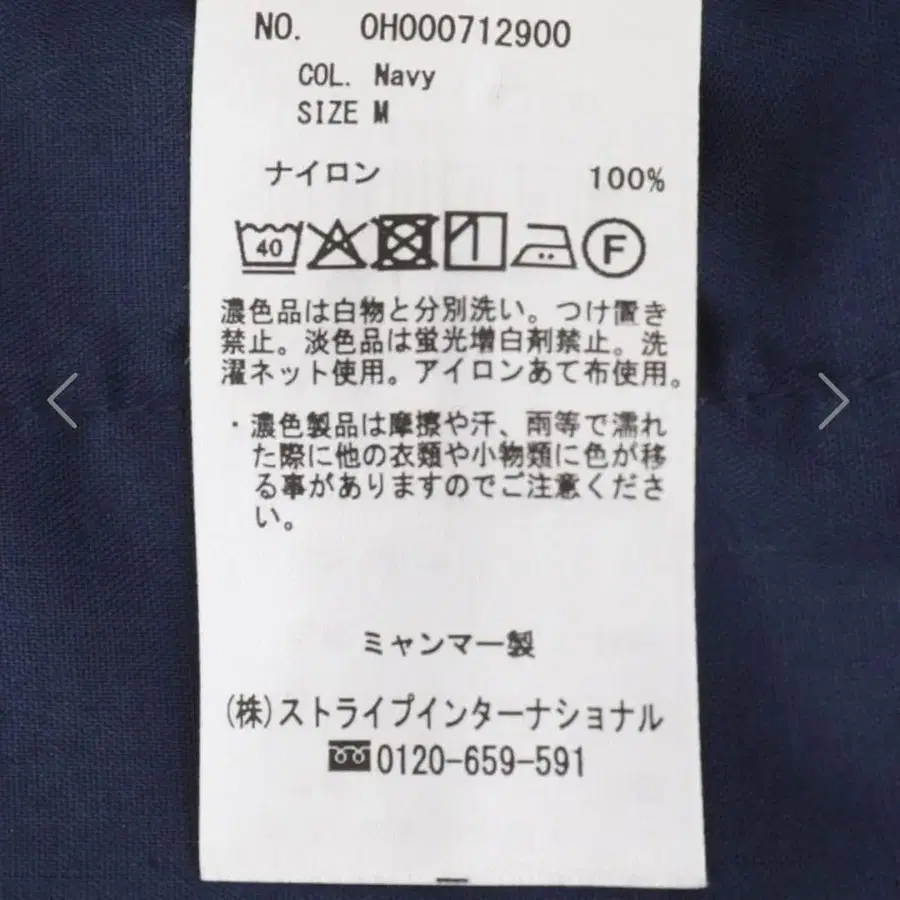 NO. OH000712900
COL. Navy
SIZE M
ナイロン 100%
40 F
濃色品は白物と分別洗い。つけ置き
禁止。淡色品は蛍光増白剤禁止。洗
濯ネット使用。アイロンあて布使用。
・濃色製品は摩擦や汗、雨等で濡れ
た際に他の衣類や小物類に色が移
る事がありますのでご注意くださ
い。
ミャンマー製
(株)ストライプインターナショナル
0120-659-591